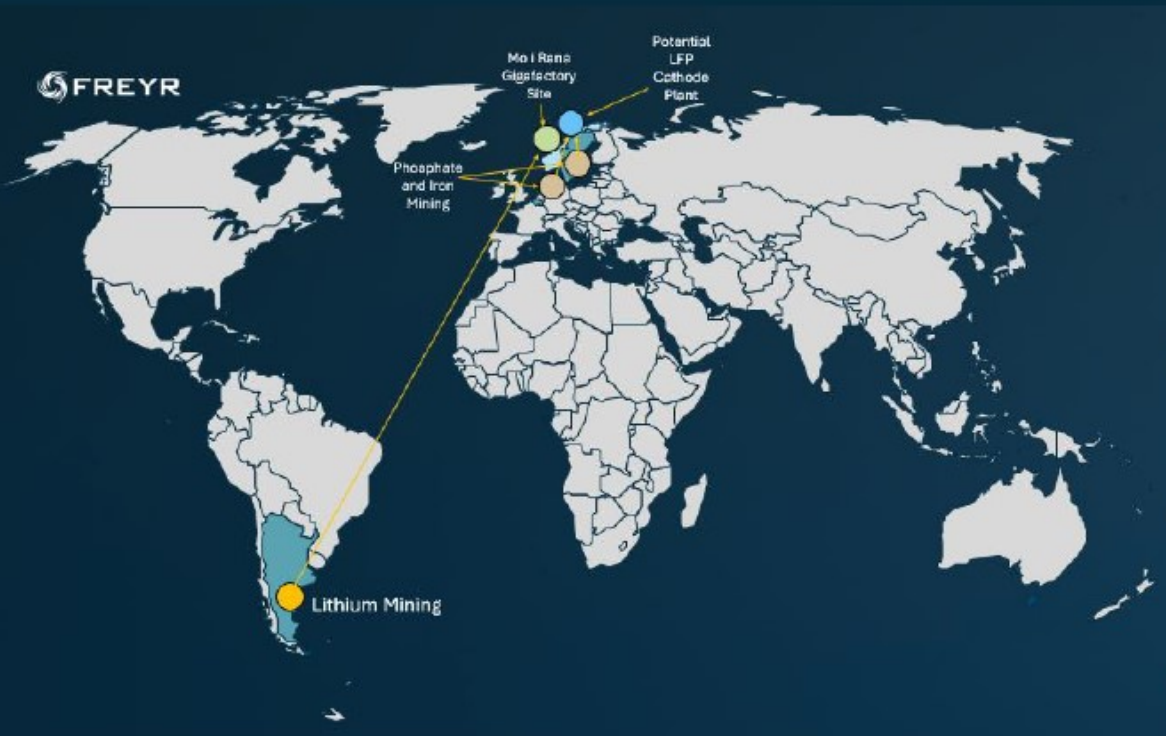 FREYR
Mo i Rana
Gigafactory
Site
Potential
LFP
Cathode
Plant
Phosphate
and Iron
Mining
Lithium Mining